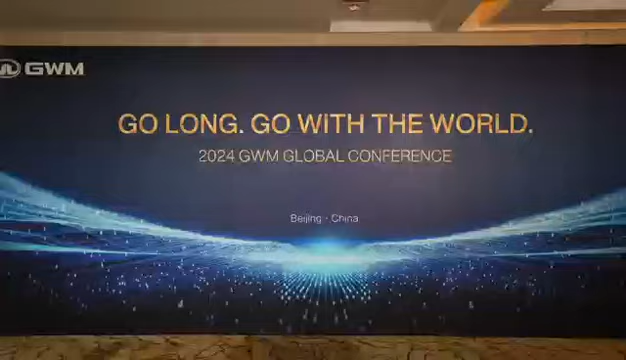 GWM
GO LONG. GO WITH THE WORLD.
2024 GWM GLOBAL CONFERENCE
Beijing · China